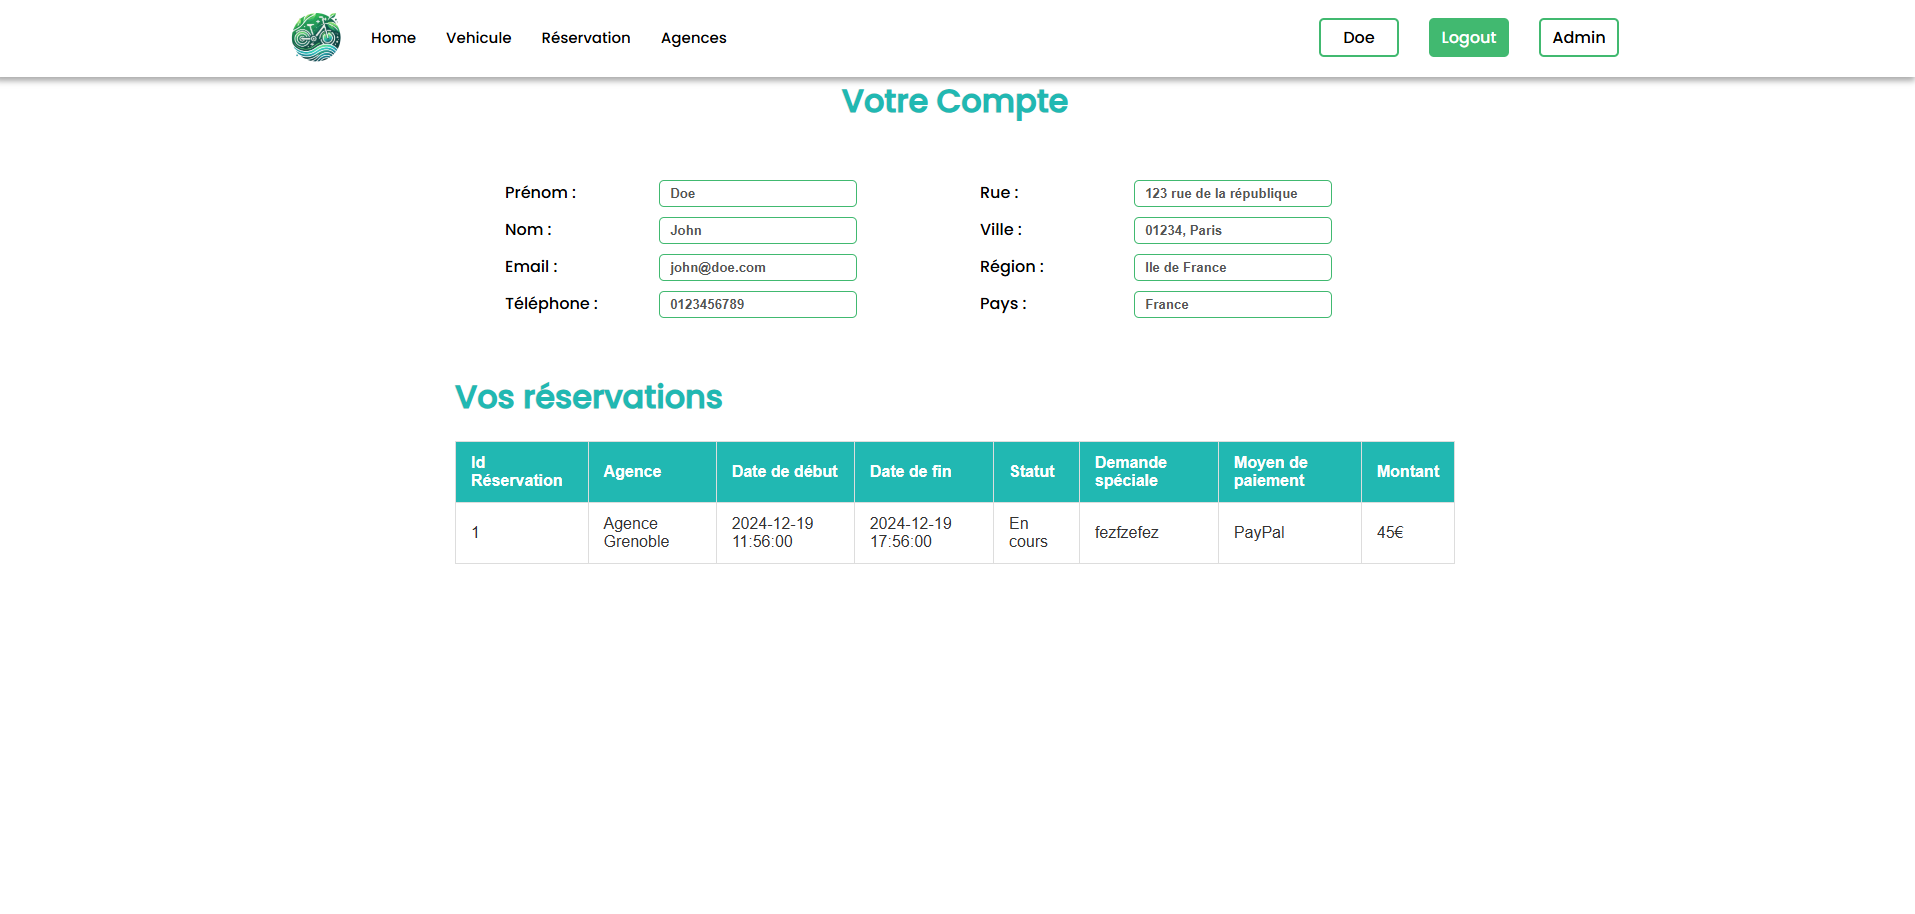 Home Vehicule Réservation Agences Doe Logout Admin
Votre Compte
Prénom : Doe Rue : 123 rue de la république
Nom : John Ville : 01234, Paris
Email : john@doe.com Région : Ile de France
Téléphone : 0123456789 Pays : France
Vos réservations
Id Réservation Agence Date de début Date de fin Statut Demande spéciale Moyen de paiement Montant
1 Agence Grenoble 2024-12-19 11:56:00 2024-12-19 17:56:00 En cours fezfzefez PayPal 45€